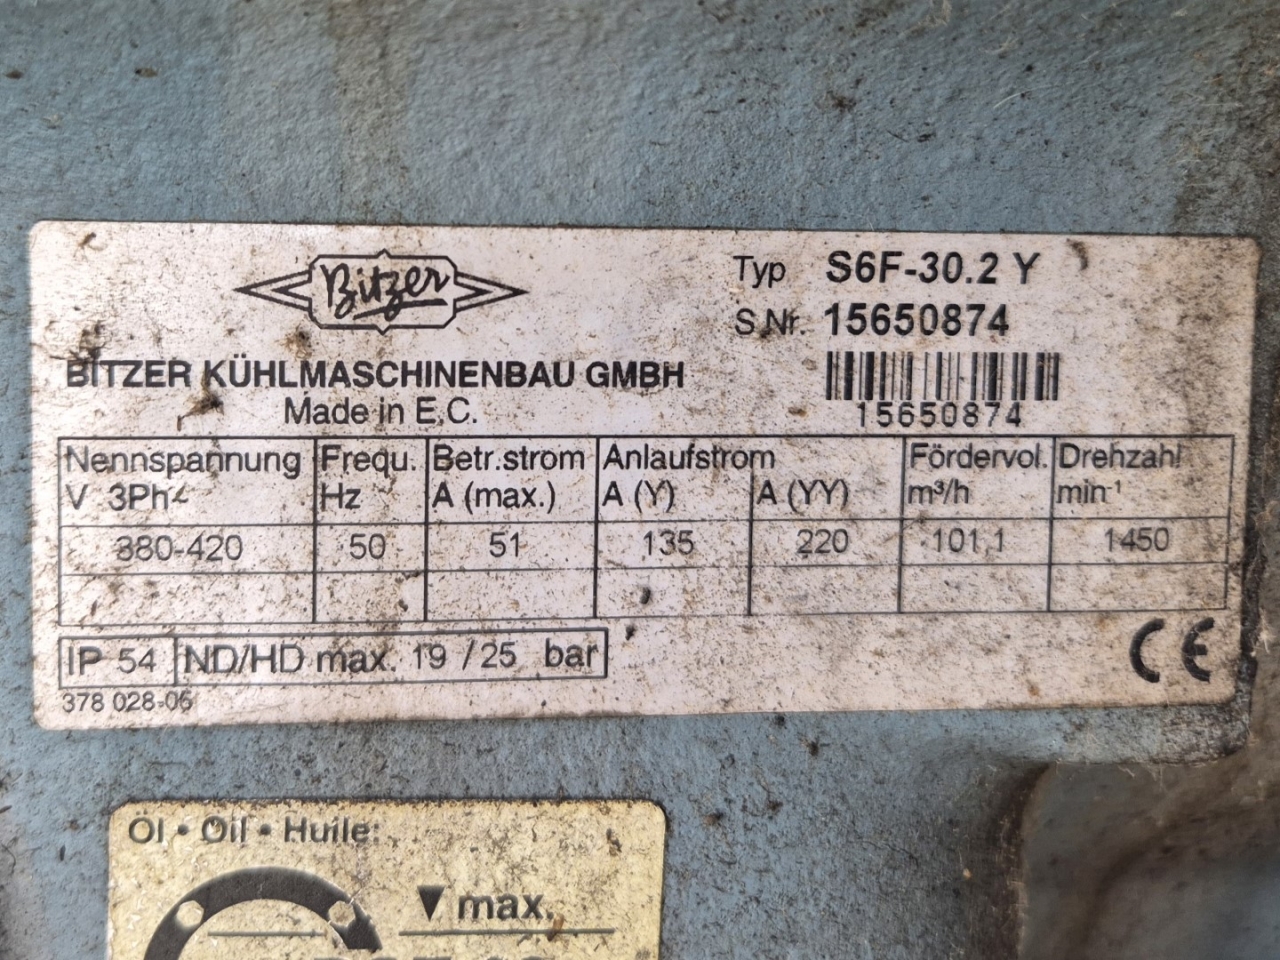 Bitzer
Typ S6F-30.2 Y
S.Nr. 15650874
BITZER KÜHLMASCHINENBAU GMBH
Made in E.C.
15650874
Nennspannung Frequ. Betr.strom Anlaufstrom Fördervol. Drehzahl
V 3Ph~ Hz A (max.) A (Y) A (YY) m³/h min-¹
380-420 50 51 135 220 101,1 1450
IP 54 ND/HD max. 19 / 25 bar
CE
378 028-06
Öl • Oil • Huile:
▼ max.